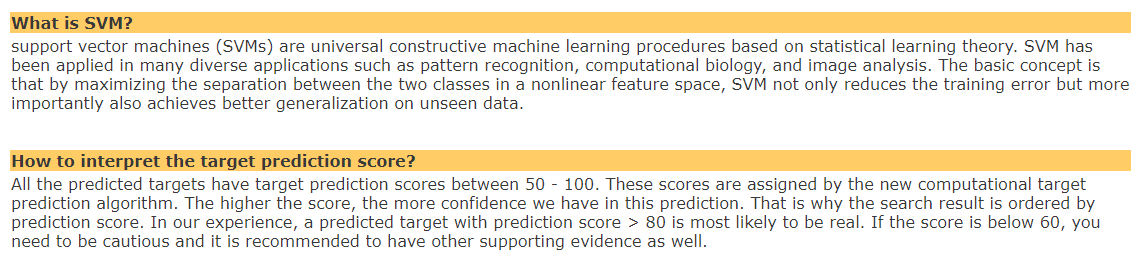 What is SVM?
support vector machines (SVMs) are universal constructive machine learning procedures based on statistical learning theory. SVM has
been applied in many diverse applications such as pattern recognition, computational biology, and image analysis. The basic concept is
that by maximizing the separation between the two classes in a nonlinear feature space, SVM not only reduces the training error but more
importantly also achieves better generalization on unseen data.
How to interpret the target prediction score?
All the predicted targets have target prediction scores between 50 - 100. These scores are assigned by the new computational target
prediction algorithm. The higher the score, the more confidence we have in this prediction. That is why the search result is ordered by
prediction score. In our experience, a predicted target with prediction score > 80 is most likely to be real. If the score is below 60, you
need to be cautious and it is recommended to have other supporting evidence as well.